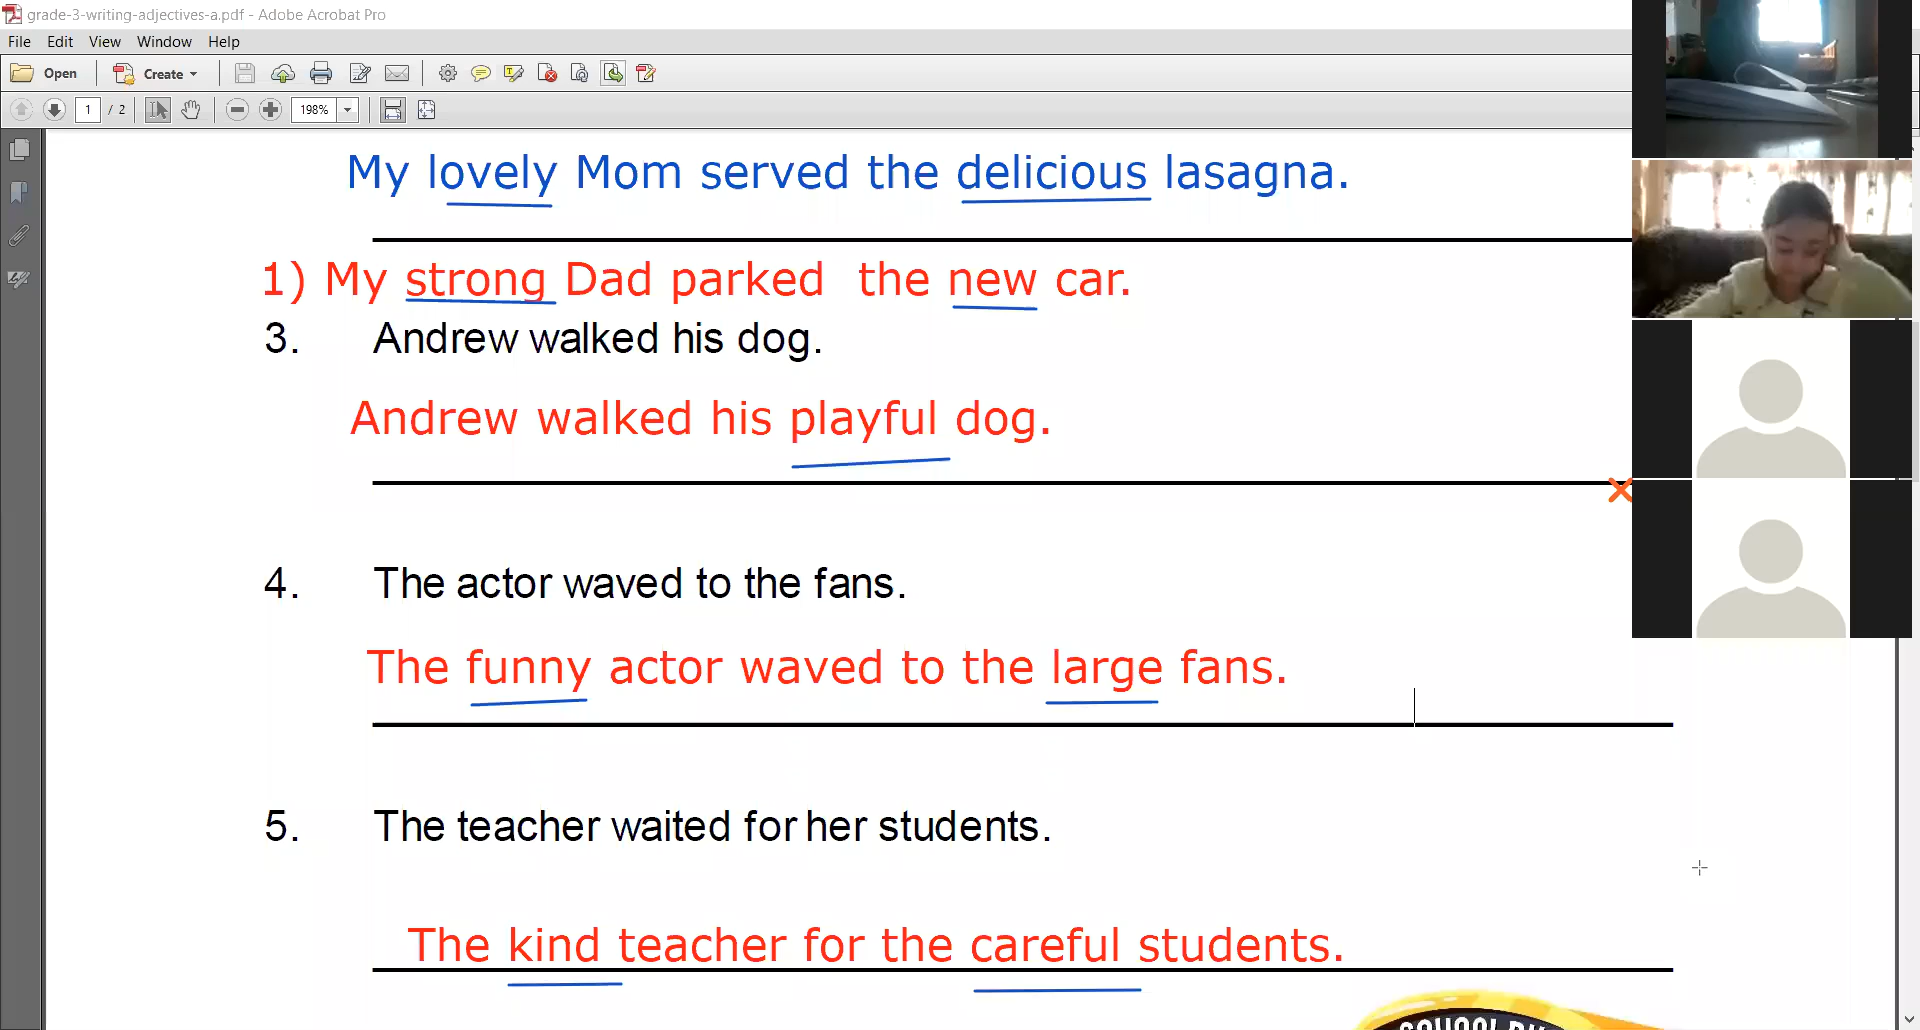 grade-3-writing-adjectives-a.pdf - Adobe Acrobat Pro
File Edit View Window Help
Open Create
1 / 2 198%
My lovely Mom served the delicious lasagna.
1) My strong Dad parked the new car.
3. Andrew walked his dog.
Andrew walked his playful dog.
4. The actor waved to the fans.
The funny actor waved to the large fans.
5. The teacher waited for her students.
The kind teacher for the careful students.